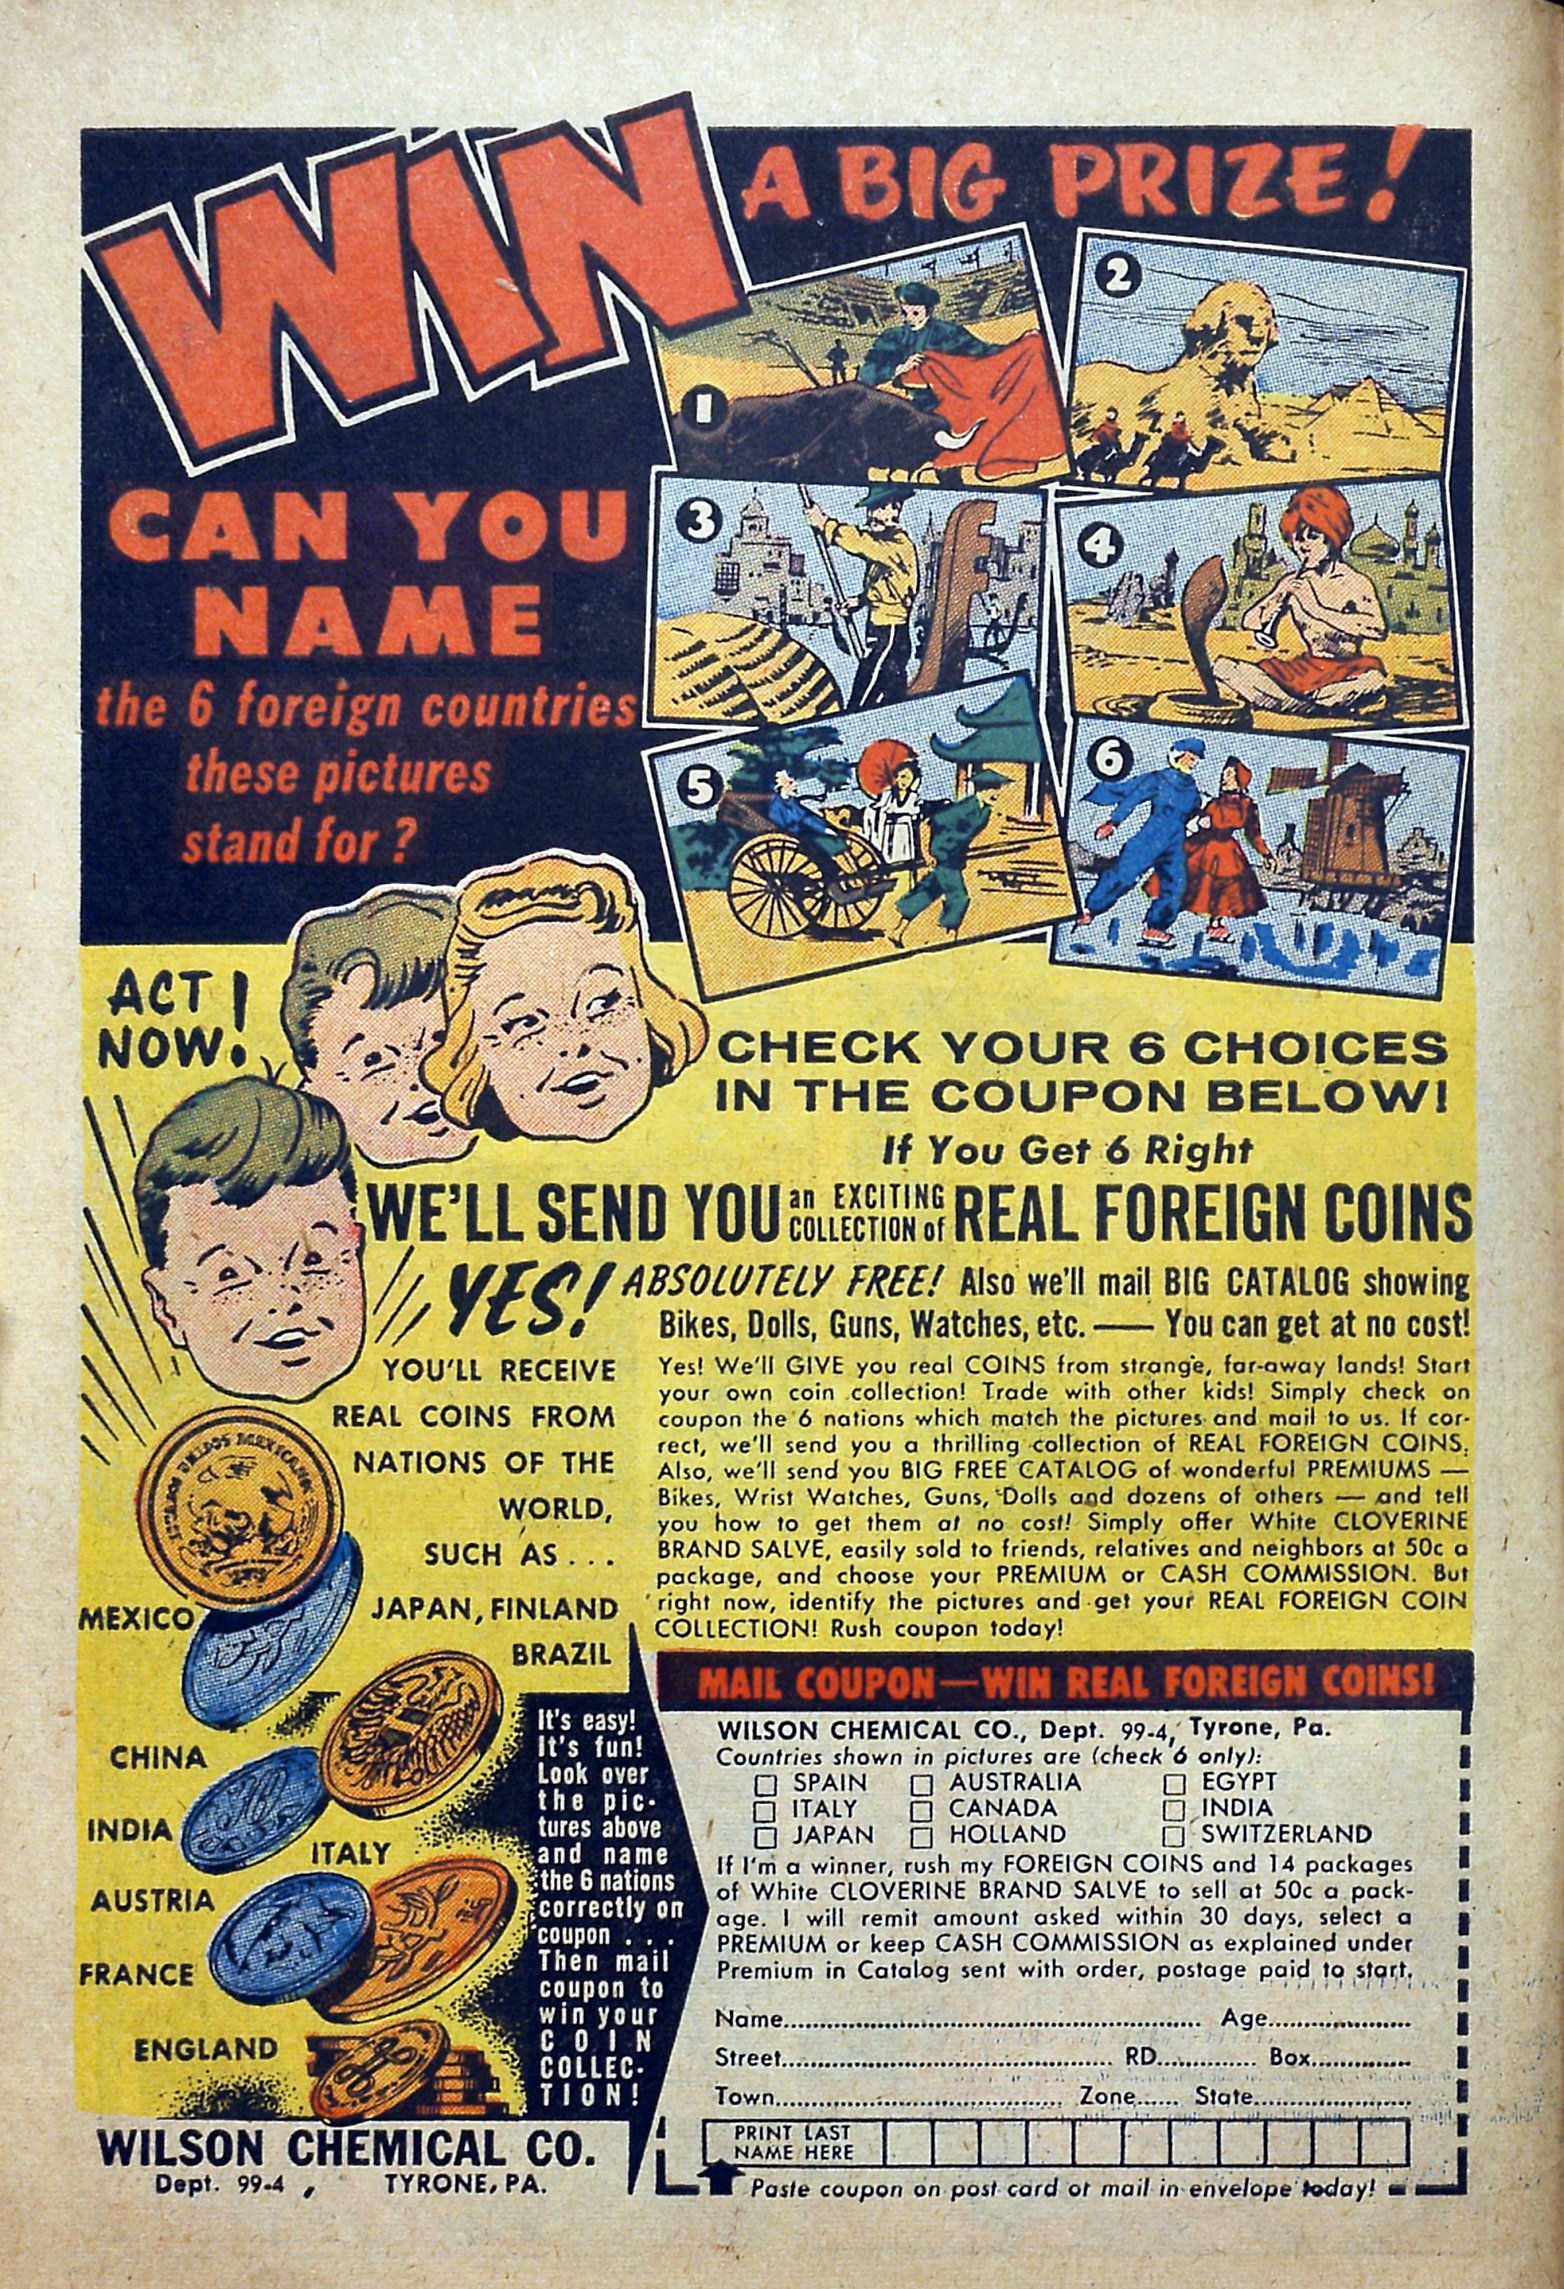 WIN
A BIG PRIZE!
1
2
3
4
5
6
CAN YOU
NAME
the 6 foreign countries
these pictures
stand for?
ACT
NOW!
CHECK YOUR 6 CHOICES
IN THE COUPON BELOW!
If You Get 6 Right
WE'LL SEND YOU an EXCITING COLLECTION of REAL FOREIGN COINS
YES! ABSOLUTELY FREE! Also we'll mail BIG CATALOG showing
Bikes, Dolls, Guns, Watches, etc. — You can get at no cost!
YOU'LL RECEIVE
REAL COINS FROM
NATIONS OF THE
WORLD,
SUCH AS...
JAPAN, FINLAND
BRAZIL
ESTADOS UNIDOS MEXICANOS
MEXICO
CHINA
INDIA
ITALY
AUSTRIA
FRANCE
ENGLAND
Yes! We'll GIVE you real COINS from strange, far-away lands! Start
your own coin collection! Trade with other kids! Simply check on
coupon the 6 nations which match the pictures and mail to us. If cor-
rect, we'll send you a thrilling collection of REAL FOREIGN COINS.
Also, we'll send you BIG FREE CATALOG of wonderful PREMIUMS —
Bikes, Wrist Watches, Guns, Dolls and dozens of others — and tell
you how to get them at no cost! Simply offer White CLOVERINE
BRAND SALVE, easily sold to friends, relatives and neighbors at 50c a
package, and choose your PREMIUM or CASH COMMISSION. But
right now, identify the pictures and get your REAL FOREIGN COIN
COLLECTION! Rush coupon today!
It's easy!
It's fun!
Look over
the pic-
tures above
and name
the 6 nations
correctly on
coupon...
Then mail
coupon to
win your
COIN
COLLEC-
TION!
WILSON CHEMICAL CO.
Dept. 99-4, TYRONE, PA.
MAIL COUPON—WIN REAL FOREIGN COINS!
WILSON CHEMICAL CO., Dept. 99-4, Tyrone, Pa.
Countries shown in pictures are (check 6 only):
□ SPAIN □ AUSTRALIA □ EGYPT
□ ITALY □ CANADA □ INDIA
□ JAPAN □ HOLLAND □ SWITZERLAND
If I'm a winner, rush my FOREIGN COINS and 14 packages
of White CLOVERINE BRAND SALVE to sell at 50c a pack-
age. I will remit amount asked within 30 days, select a
PREMIUM or keep CASH COMMISSION as explained under
Premium in Catalog sent with order, postage paid to start.
Name........ Age........
Street........ RD........ Box........
Town........ Zone...... State........
PRINT LAST
NAME HERE
Paste coupon on post card or mail in envelope today!